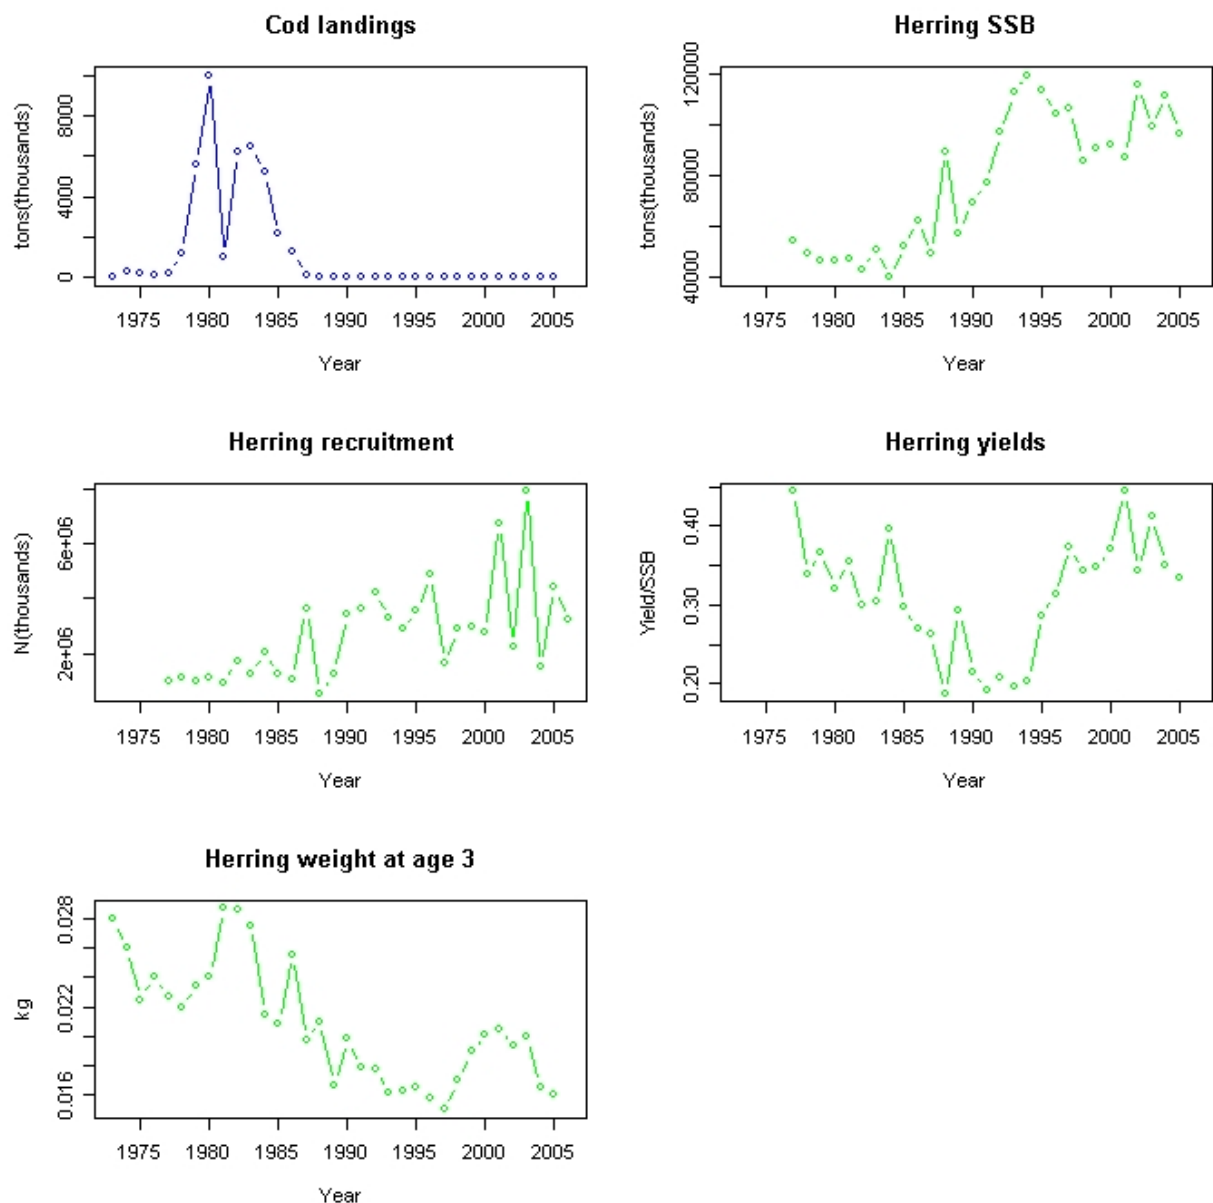 Cod landings
tons(thousands)
8000
4000
0
1975 1980 1985 1990 1995 2000 2005
Year
Herring SSB
tons(thousands)
120000
80000
40000
1975 1980 1985 1990 1995 2000 2005
Year
Herring recruitment
N(thousands)
6e+06
2e+06
1975 1980 1985 1990 1995 2000 2005
Year
Herring yields
Yield/SSB
0.40
0.30
0.20
1975 1980 1985 1990 1995 2000 2005
Year
Herring weight at age 3
kg
0.028
0.022
0.016
1975 1980 1985 1990 1995 2000 2005
Year